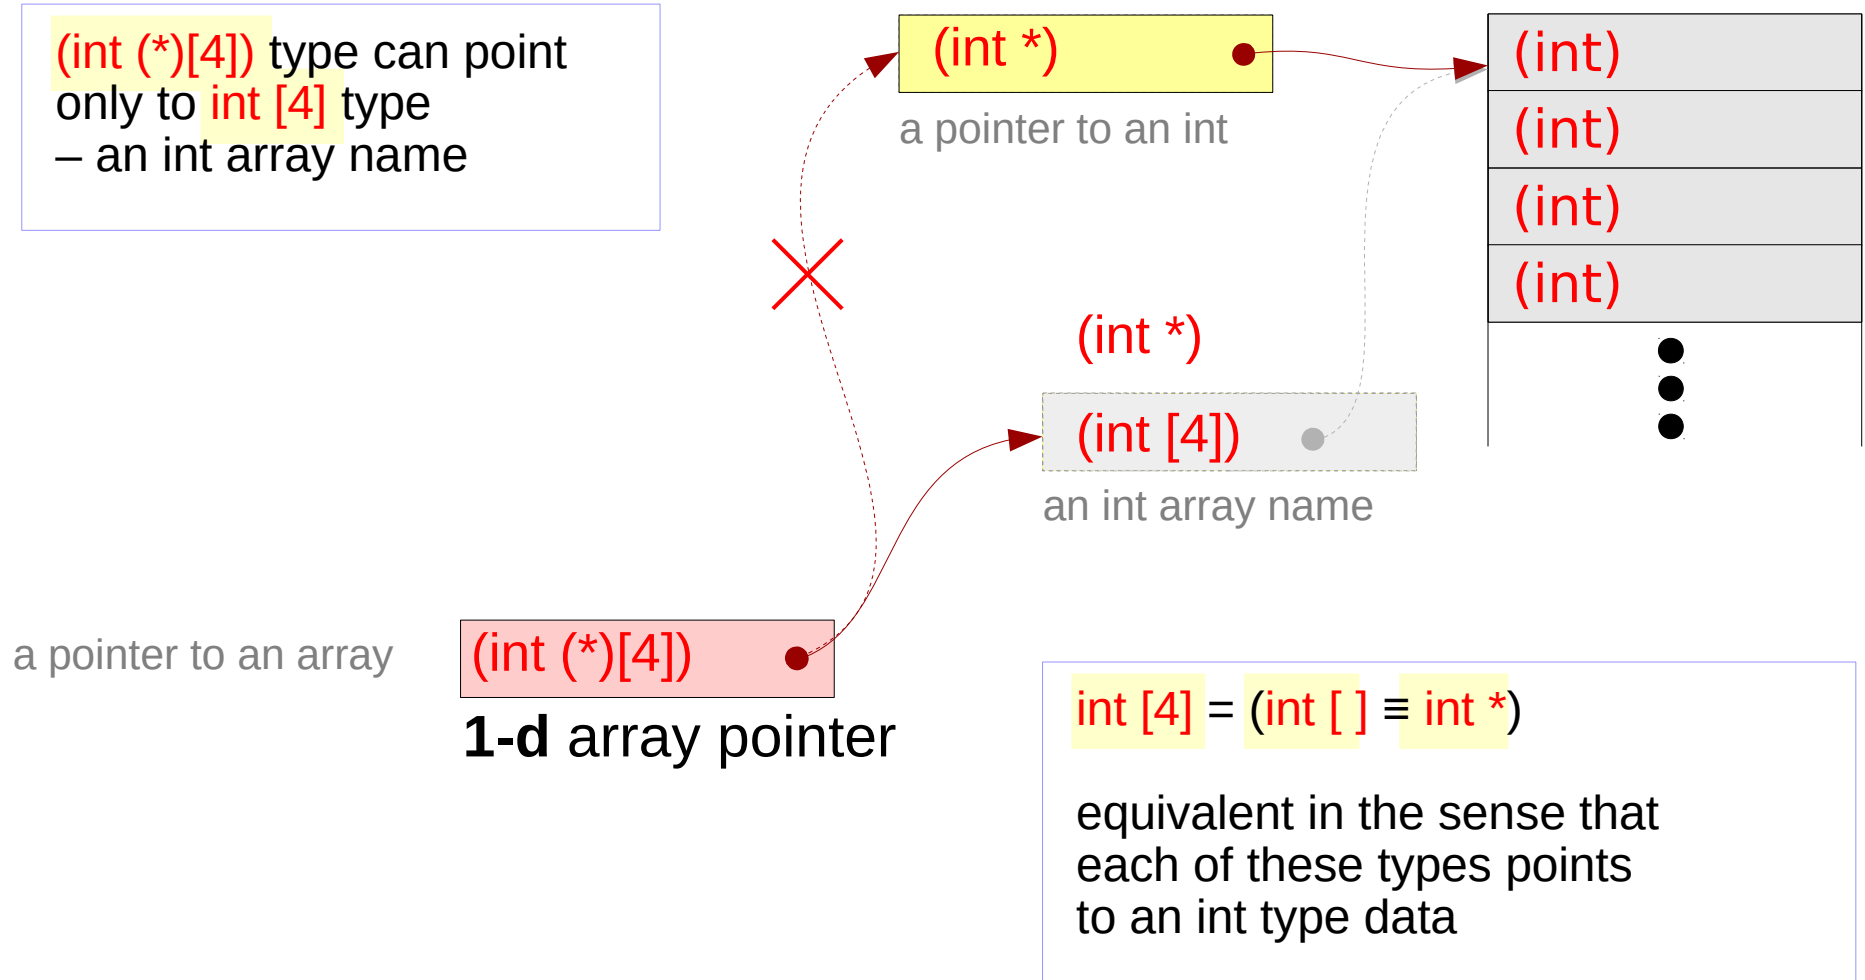 (int (*)[4]) type can point
only to int [4] type
– an int array name
(int *)
a pointer to an int
(int)
(int)
(int)
(int)
(int *)
(int [4])
an int array name
a pointer to an array
(int (*)[4])
1-d array pointer
int [4] = (int [ ] ≡ int *)
equivalent in the sense that
each of these types points
to an int type data